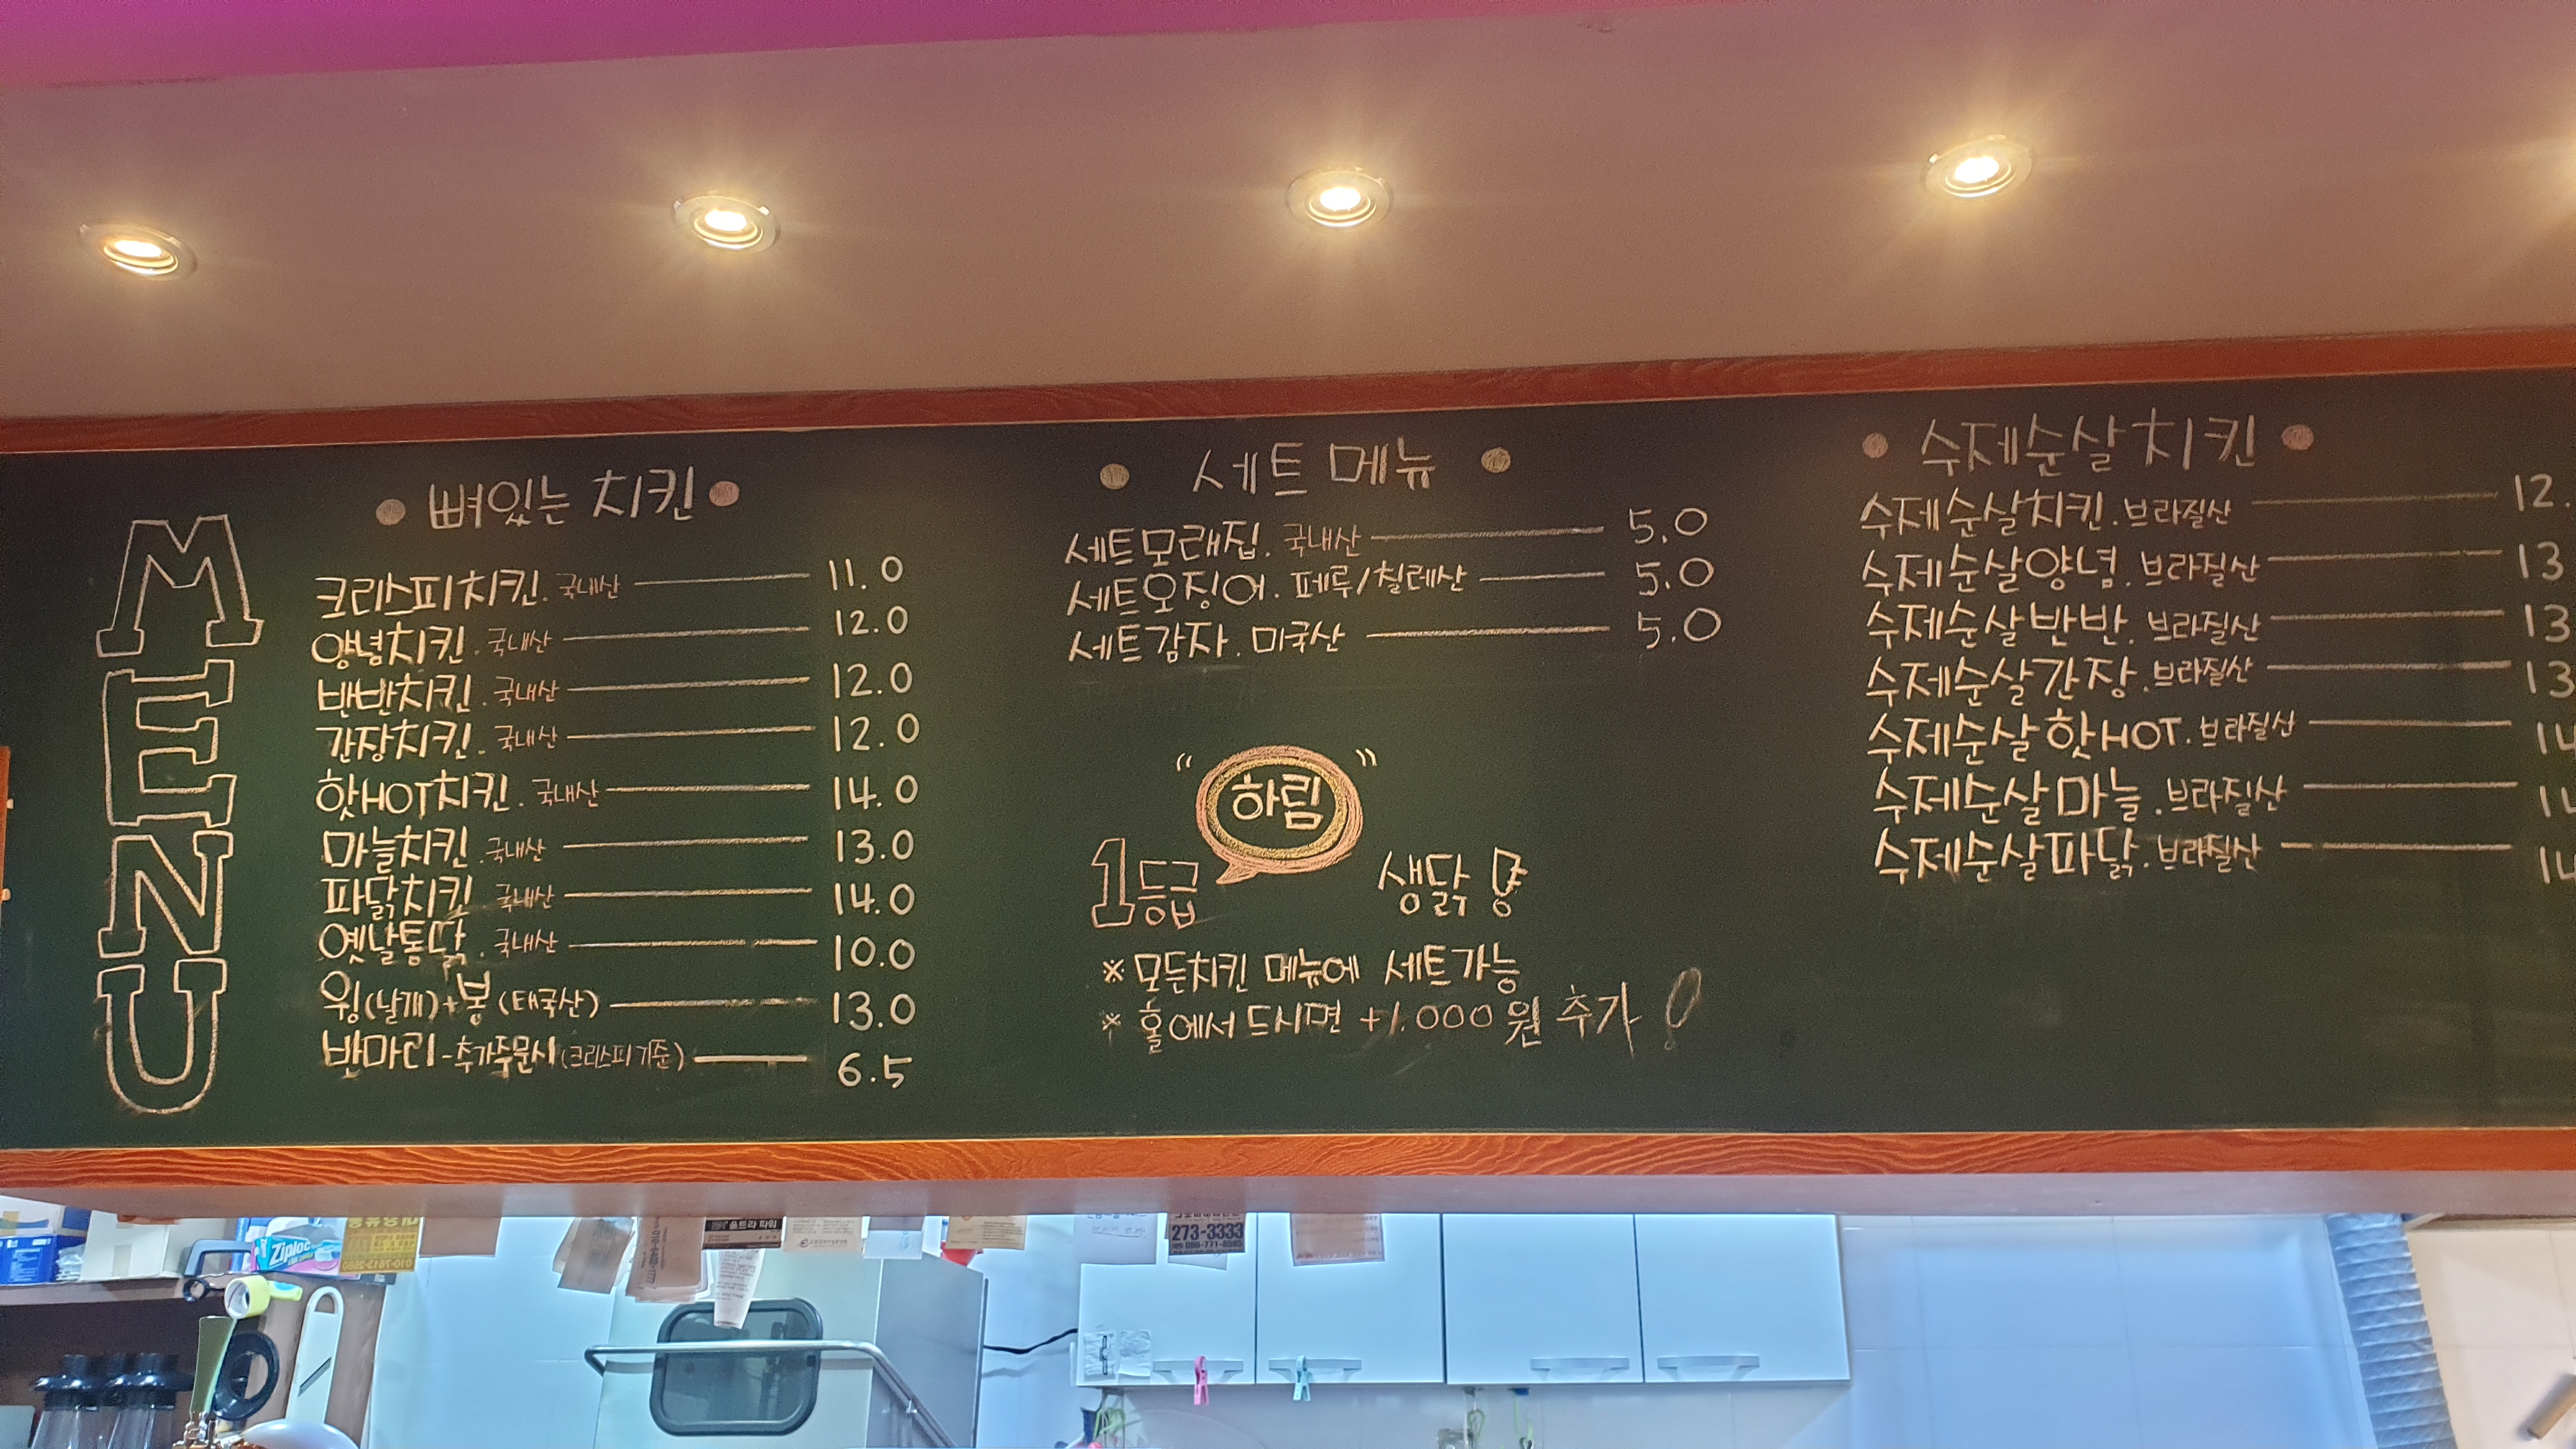 MENU
뼈있는 치킨
크리스피치킨. 국내산 11.0
양념치킨. 국내산 12.0
반반치킨. 국내산 12.0
간장치킨. 국내산 12.0
핫HOT치킨. 국내산 14.0
마늘치킨. 국내산 13.0
파닭치킨. 국내산 14.0
옛날통닭. 국내산 10.0
윙(날개)+봉(태국산) 13.0
반마리-추가주문시(크리스피기준) 6.5
세트 메뉴
세트모래집. 국내산 5.0
세트오징어. 페루/칠레산 5.0
세트감자. 미국산 5.0
"하림"
1등급 생닭
※ 모든치킨 메뉴에 세트가능
※ 홀에서 드시면 +1.000원 추가!
수제순살치킨
수제순살치킨. 브라질산 12.
수제순살양념. 브라질산 13
수제순살반반. 브라질산 13
수제순살간장. 브라질산 13
수제순살핫HOT. 브라질산
수제순살마늘. 브라질산
수제순살파닭. 브라질산
Ziploc
울트라 파워
273-3333